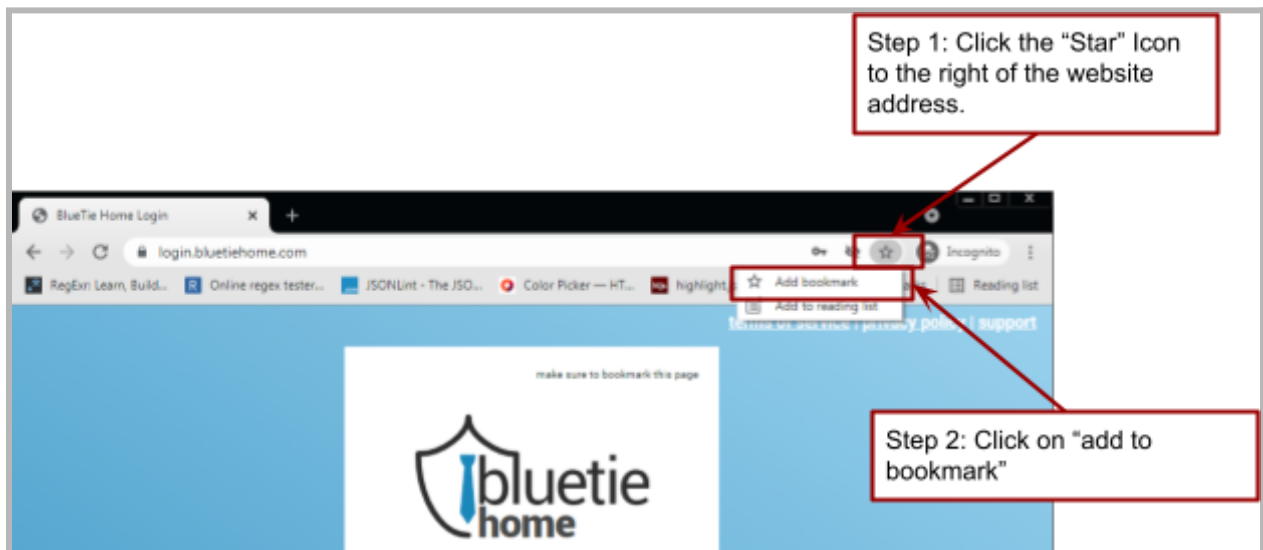 Step 1: Click the “Star” Icon
to the right of the website
address.
BlueTie Home Login
login.bluetiehome.com
Incognito
RegExr: Learn, Build...
Online regex tester...
JSONLint - The JSO...
Color Picker — HT...
highlight
Add bookmark
Reading list
Add to reading list
terms of service | privacy policy | support
make sure to bookmark this page
Step 2: Click on “add to
bookmark”
bluetie
home